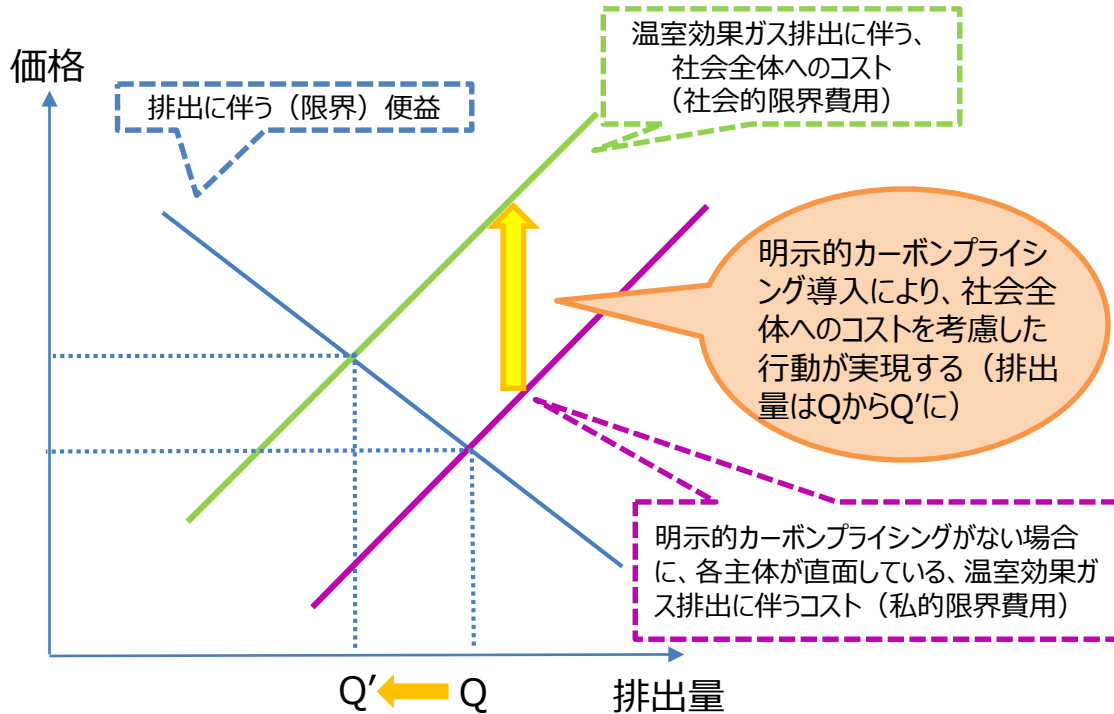 価格
排出に伴う（限界）便益
温室効果ガス排出に伴う、
社会全体へのコスト
（社会的限界費用）
明示的カーボンプライシ
ング導入により、社会全
体へのコストを考慮した
行動が実現する（排出
量はQからQ′に）
明示的カーボンプライシングがない場合
に、各主体が直面している、温室効果ガ
ス排出に伴うコスト（私的限界費用）
Q′ Q 排出量